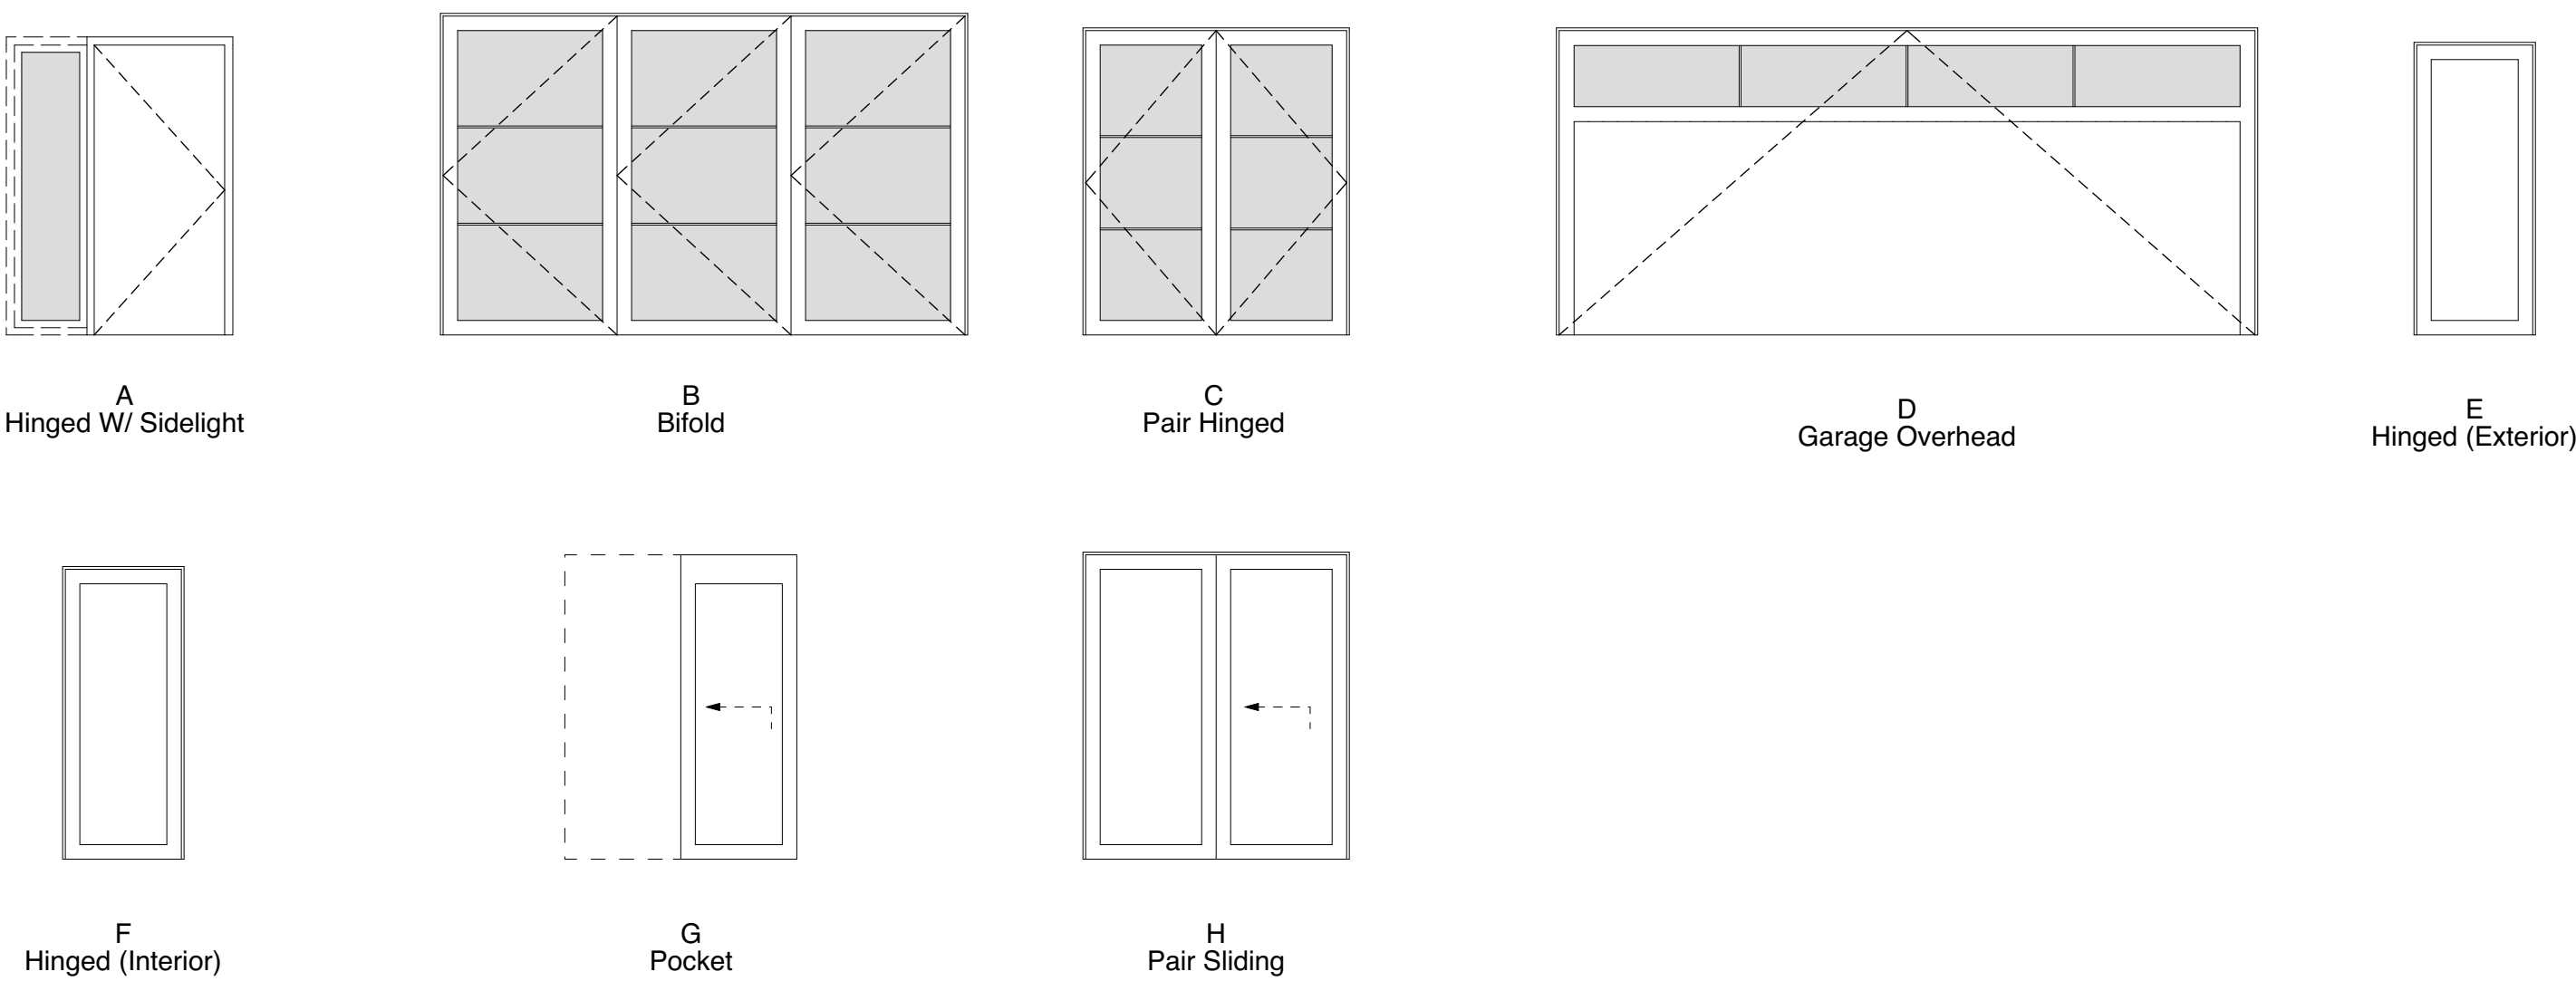 A
Hinged W/ Sidelight
B
Bifold
C
Pair Hinged
D
Garage Overhead
E
Hinged (Exterior)
F
Hinged (Interior)
G
Pocket
H
Pair Sliding